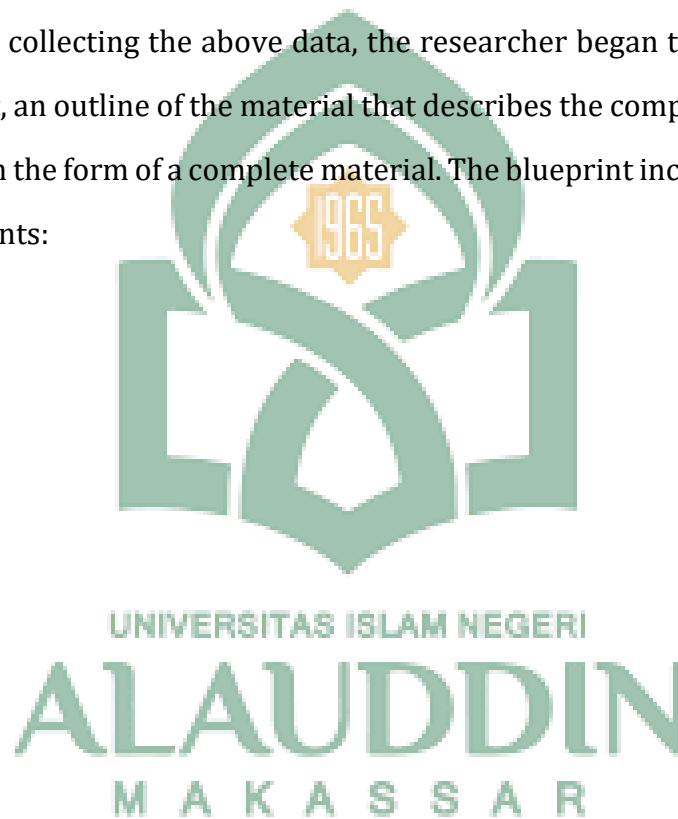 collecting the above data, the researcher began t
, an outline of the material that describes the comp
n the form of a complete material. The blueprint inc
nts:
1965
UNIVERSITAS ISLAM NEGERI
ALAUDDIN
MAKASSAR